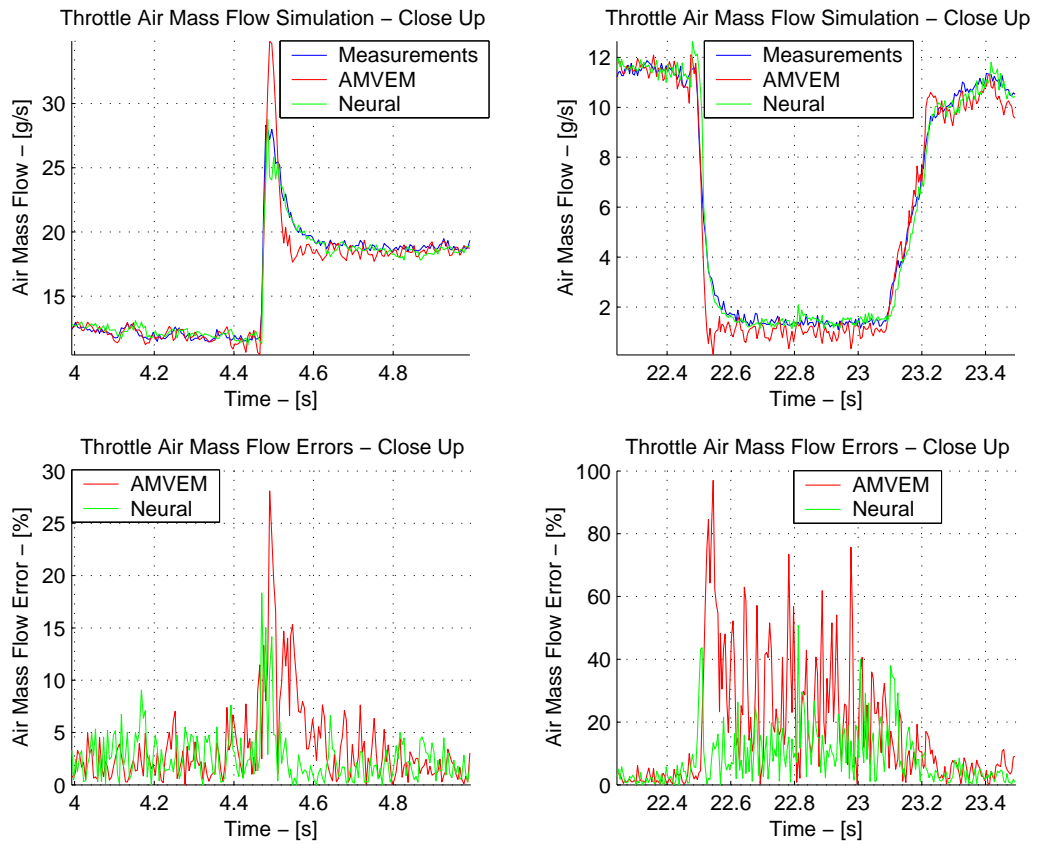 Throttle Air Mass Flow Simulation – Close Up
Measurements
AMVEM
Neural
Air Mass Flow – [g/s]
35
30
25
20
15
4
4.2
4.4
4.6
4.8
Time – [s]
Throttle Air Mass Flow Simulation – Close Up
Measurements
AMVEM
Neural
Air Mass Flow – [g/s]
12
10
8
6
4
2
22.4
22.6
22.8
23
23.2
23.4
Time – [s]
Throttle Air Mass Flow Errors – Close Up
AMVEM
Neural
Air Mass Flow Error – [%]
30
25
20
15
10
5
0
4
4.2
4.4
4.6
4.8
Time – [s]
Throttle Air Mass Flow Errors – Close Up
AMVEM
Neural
Air Mass Flow Error – [%]
100
80
60
40
20
0
22.4
22.6
22.8
23
23.2
23.4
Time – [s]